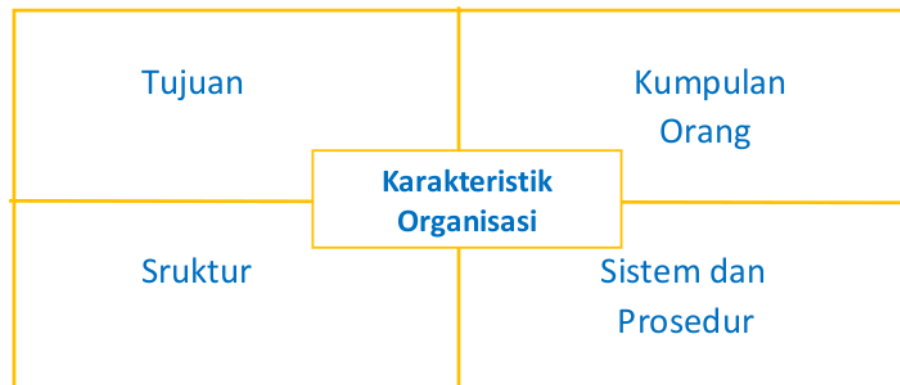 Tujuan
Kumpulan
Orang
Karakteristik
Organisasi
Sruktur
Sistem dan
Prosedur